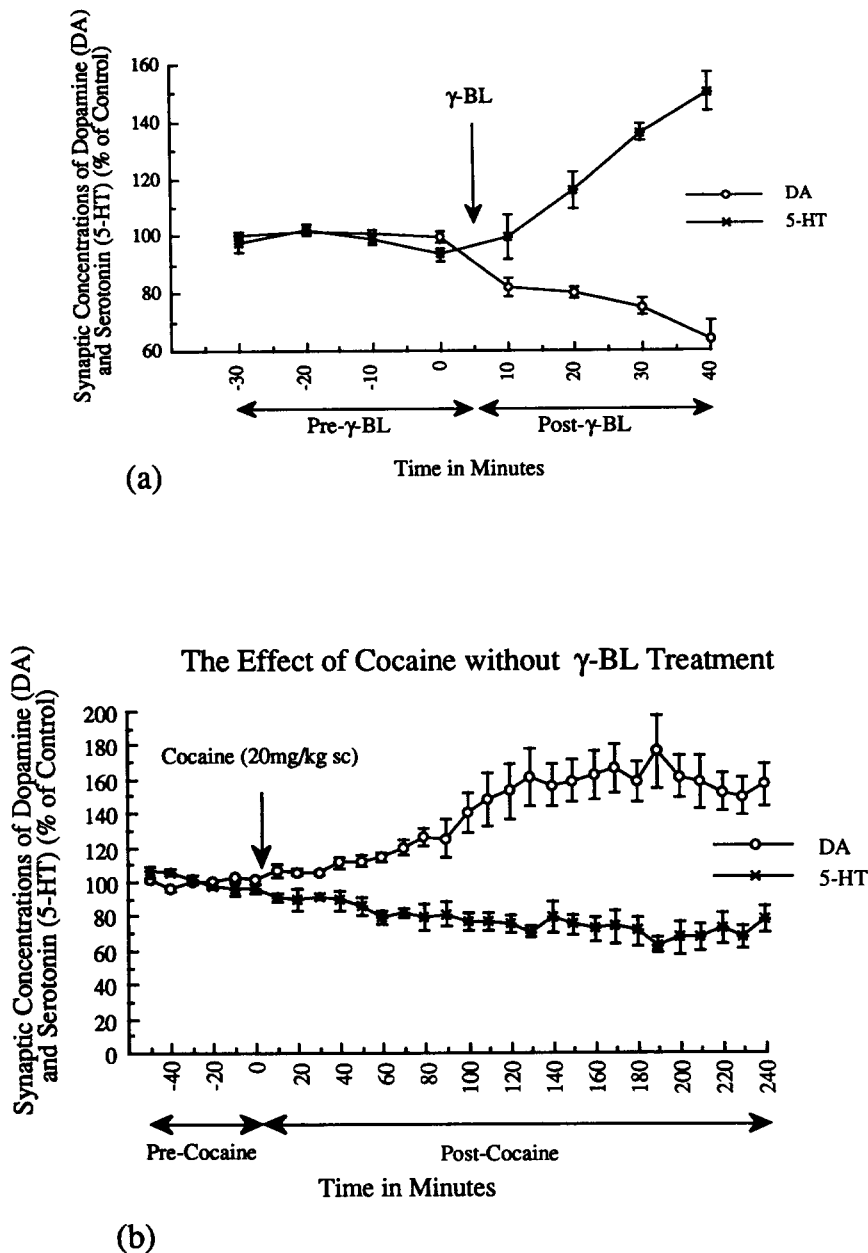 Synaptic Concentrations of Dopamine (DA)
and Serotonin (5-HT) (% of Control)
160
140
120
100
80
60
γ-BL
DA
5-HT
-30
-20
-10
0
10
20
30
40
Pre-γ-BL
Post-γ-BL
Time in Minutes
(a)
The Effect of Cocaine without γ-BL Treatment
Synaptic Concentrations of Dopamine (DA)
and Serotonin (5-HT) (% of Control)
200
180
160
140
120
100
80
60
40
20
0
Cocaine (20mg/kg sc)
DA
5-HT
-40
-20
0
20
40
60
80
100
120
140
160
180
200
220
240
Pre-Cocaine
Post-Cocaine
Time in Minutes
(b)